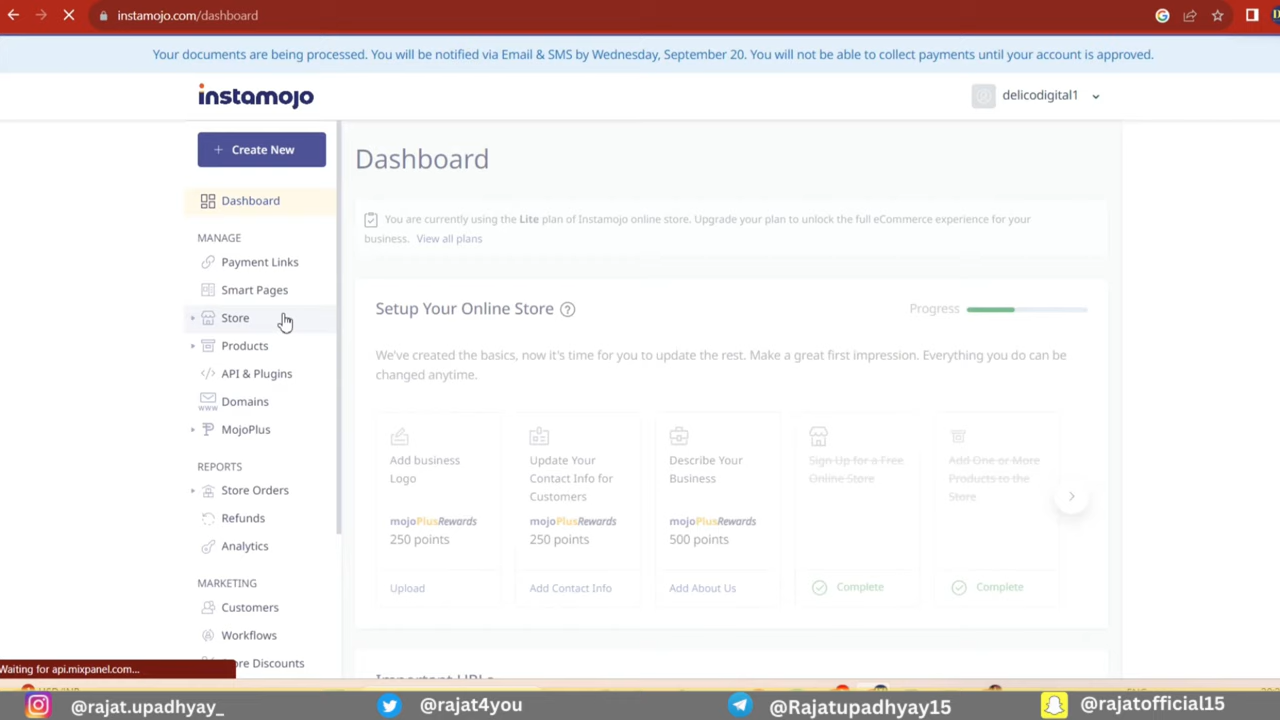 instamojo.com/dashboard
Your documents are being processed. You will be notified via Email & SMS by Wednesday, September 20. You will not be able to collect payments until your account is approved.
instamojo
delicodigital1
+ Create New
Dashboard
MANAGE
Payment Links
Smart Pages
Store
Products
API & Plugins
Domains
MojoPlus
REPORTS
Store Orders
Refunds
Analytics
MARKETING
Customers
Workflows
Discounts
Dashboard
You are currently using the Lite plan of Instamojo online store. Upgrade your plan to unlock the full eCommerce experience for your
business. View all plans
Setup Your Online Store
Progress
We've created the basics, now it's time for you to update the rest. Make a great first impression. Everything you do can be
changed anytime.
Add business
Logo
mojoPlusRewards
250 points
Upload
Update Your
Contact Info for
Customers
mojoPlusRewards
250 points
Add Contact Info
Describe Your
Business
mojoPlusRewards
500 points
Add About Us
Sign Up for a Free
Online Store
Complete
Add One or More
Products to the
Store
Complete
Waiting for api.mixpanel.com...
@rajat.upadhyay_
@rajat4you
@Rajatupadhyay15
@rajatofficial15